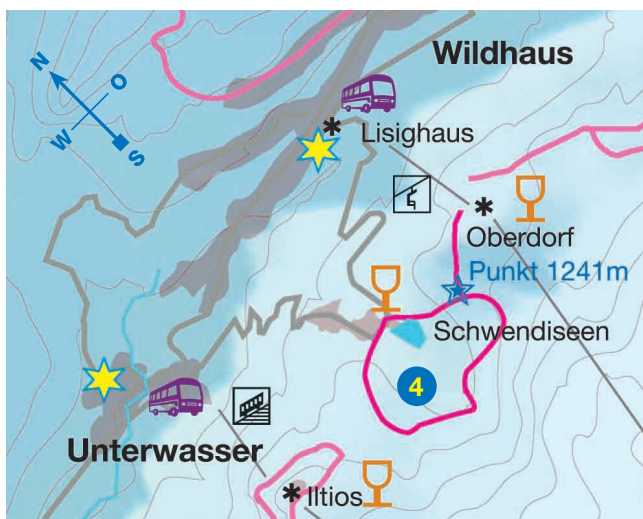 Wildhaus
N
O
W
S
Lisighaus
Oberdorf
Punkt 1241m
Schwendiseen
4
Unterwasser
Iltios